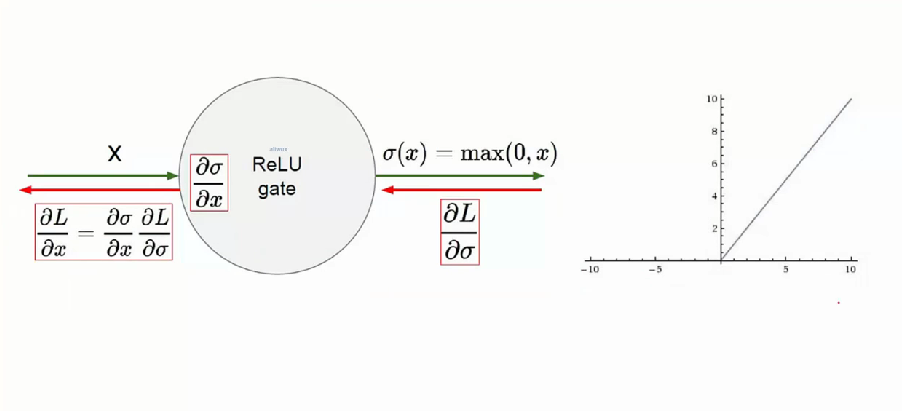 X
ReLU
gate
∂σ/∂x
σ(x) = max(0, x)
∂L/∂x = ∂σ/∂x ∂L/∂σ
∂L/∂σ
10
8
6
4
2
−10 −5 5 10